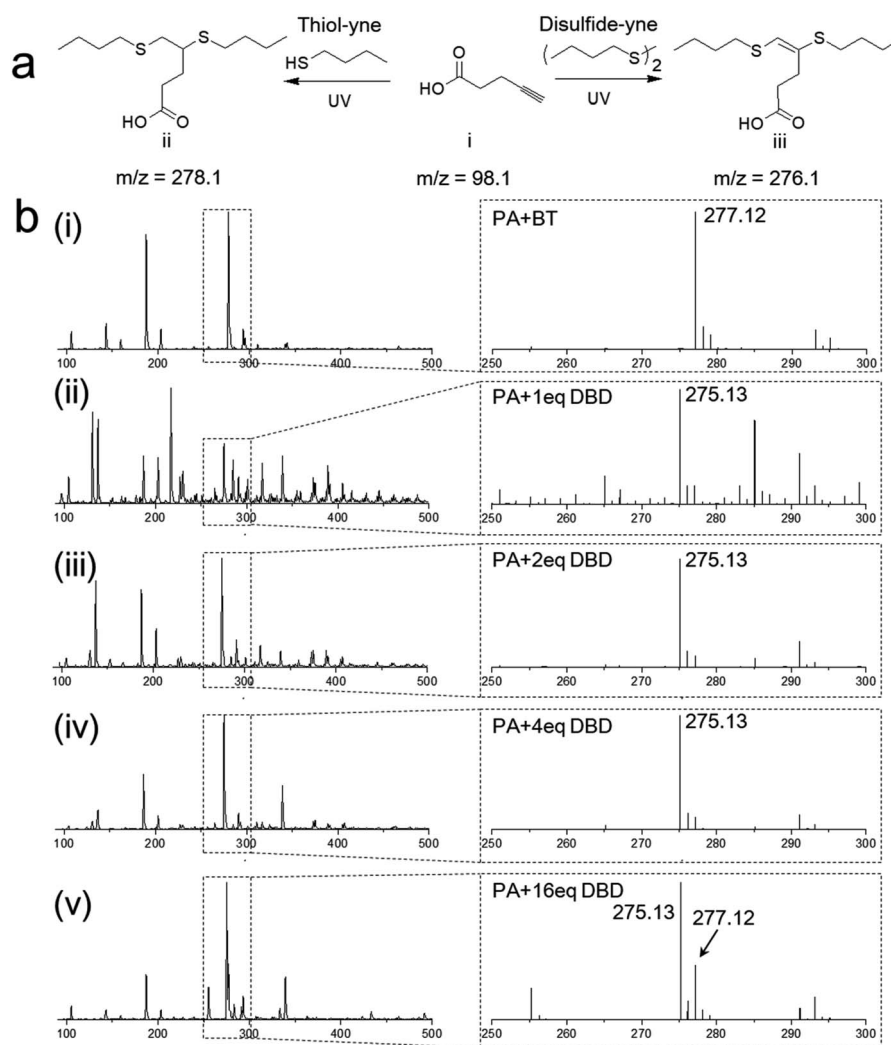 a
Thiol-yne
Disulfide-yne
S
S
HS
UV
O
HO
( S )2
UV
S
S
HO
O
ii
i
HO
O
iii
m/z = 278.1
m/z = 98.1
m/z = 276.1
b
(i)
PA+BT
277.12
100 200 300 400 500
250 260 270 280 290 300
(ii)
PA+1eq DBD
275.13
100 200 300 400 500
250 260 270 280 290 300
(iii)
PA+2eq DBD
275.13
100 200 300 400 500
250 260 270 280 290 300
(iv)
PA+4eq DBD
275.13
100 200 300 400 500
250 260 270 280 290 300
(v)
PA+16eq DBD
275.13
277.12
100 200 300 400 500
250 260 270 280 290 300